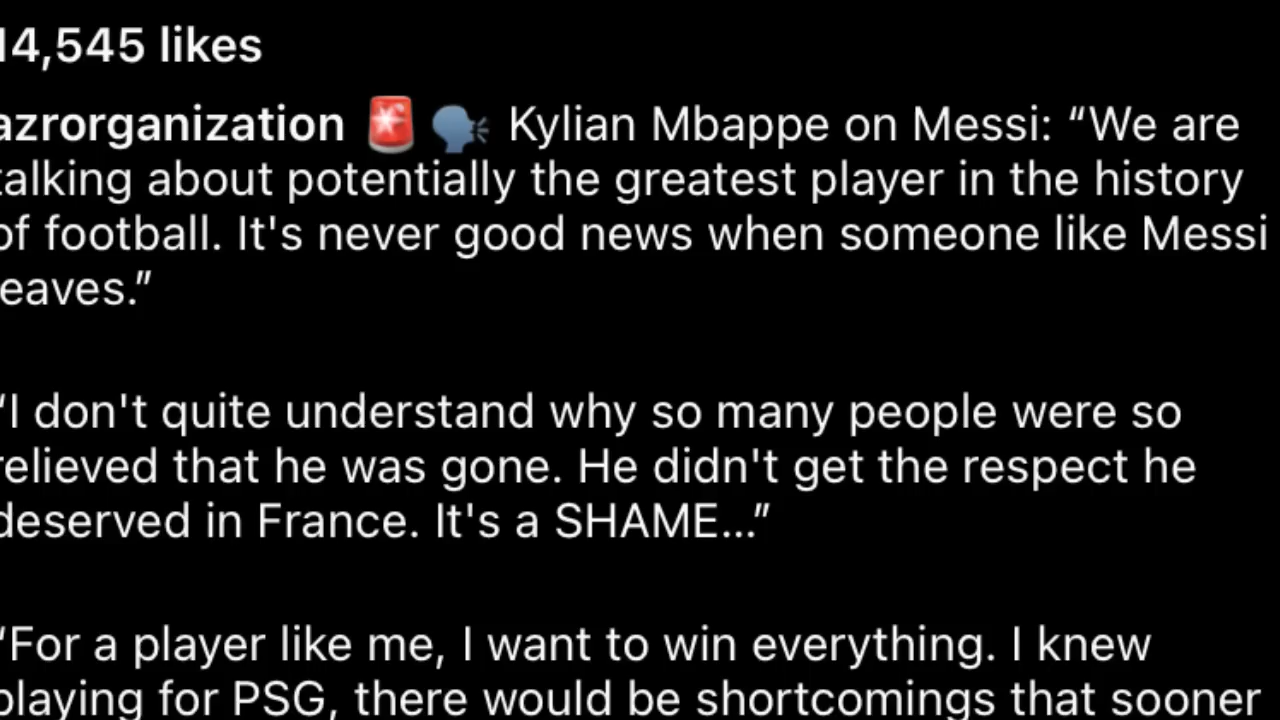 14,545 likes
azrorganization 🚨 🗣️ Kylian Mbappe on Messi: “We are
talking about potentially the greatest player in the history
of football. It's never good news when someone like Messi
leaves.”
“I don't quite understand why so many people were so
relieved that he was gone. He didn't get the respect he
deserved in France. It's a SHAME...”
“For a player like me, I want to win everything. I knew
playing for PSG, there would be shortcomings that sooner